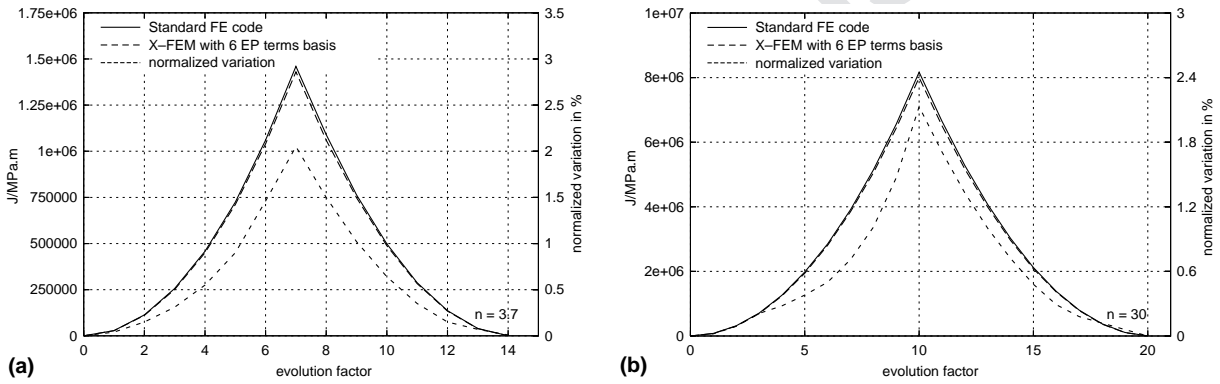 1.75e+06
1.5e+06
1.25e+06
1e+06
750000
500000
250000
0
J/MPa.m
Standard FE code
X–FEM with 6 EP terms basis
normalized variation
3.5
3
2.5
2
1.5
1
0.5
0
normalized variation in %
n = 3.7
0 2 4 6 8 10 12 14
evolution factor
(a)
1e+07
8e+06
6e+06
4e+06
2e+06
0
J/MPa.m
Standard FE code
X–FEM with 6 EP terms basis
normalized variation
3
2.4
1.8
1.2
0.6
0
normalized variation in %
n = 30
0 5 10 15 20
evolution factor
(b)